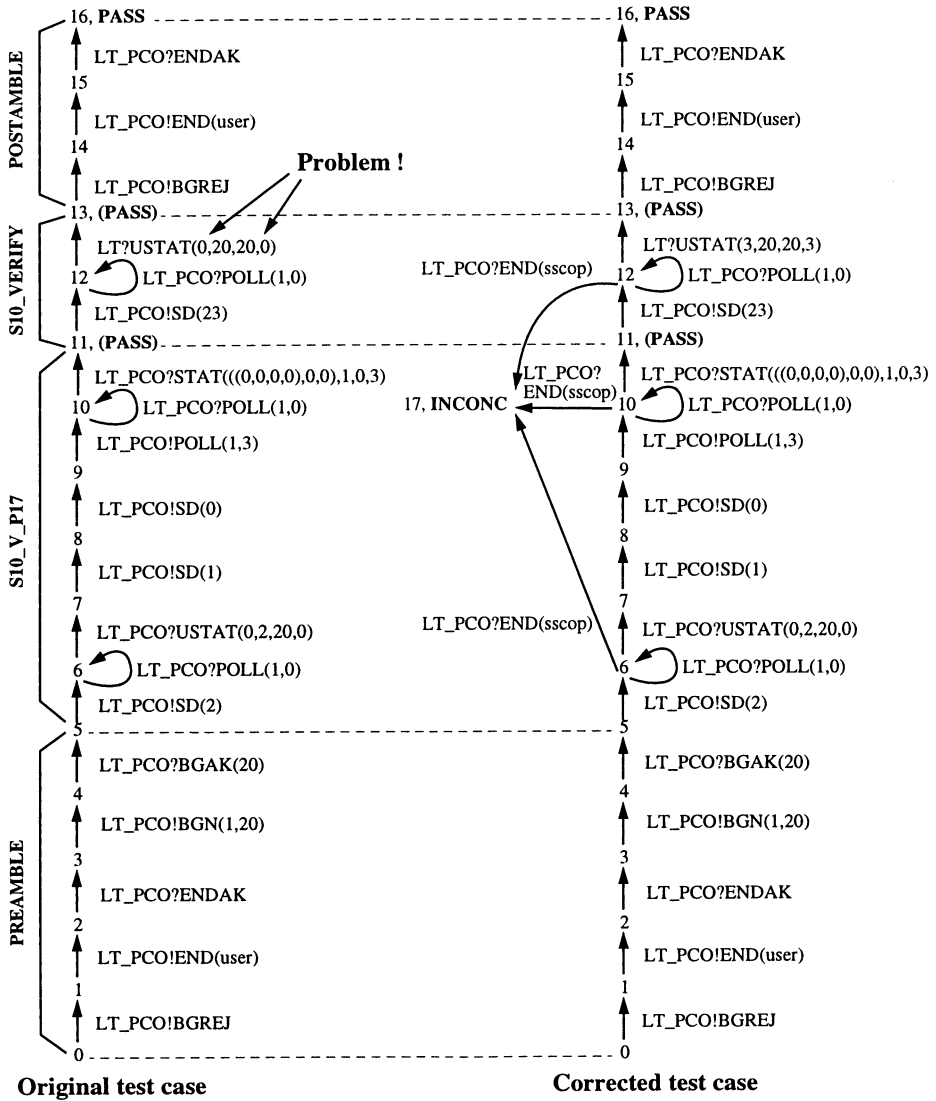 16, PASS
LT_PCO?ENDAK
15
LT_PCO!END(user)
14
LT_PCO!BGREJ
13, (PASS)
Problem !
LT?USTAT(0,20,20,0)
12
LT_PCO?POLL(1,0)
LT_PCO!SD(23)
11, (PASS)
LT_PCO?STAT(((0,0,0,0),0,0),1,0,3)
10
LT_PCO?POLL(1,0)
LT_PCO!POLL(1,3)
9
LT_PCO!SD(0)
8
LT_PCO!SD(1)
7
LT_PCO?USTAT(0,2,20,0)
6
LT_PCO?POLL(1,0)
LT_PCO!SD(2)
5
LT_PCO?BGAK(20)
4
LT_PCO!BGN(1,20)
3
LT_PCO?ENDAK
2
LT_PCO!END(user)
1
LT_PCO!BGREJ
0
POSTAMBLE
S10_VERIFY
S10_V_P17
PREAMBLE
Original test case
16, PASS
LT_PCO?ENDAK
15
LT_PCO!END(user)
14
LT_PCO!BGREJ
13, (PASS)
LT?USTAT(3,20,20,3)
LT_PCO?END(sscop)
12
LT_PCO?POLL(1,0)
LT_PCO!SD(23)
11, (PASS)
LT_PCO?
END(sscop)
17, INCONC
LT_PCO?STAT(((0,0,0,0),0,0),1,0,3)
10
LT_PCO?POLL(1,0)
LT_PCO!POLL(1,3)
9
LT_PCO!SD(0)
8
LT_PCO!SD(1)
7
LT_PCO?END(sscop)
LT_PCO?USTAT(0,2,20,0)
6
LT_PCO?POLL(1,0)
LT_PCO!SD(2)
5
LT_PCO?BGAK(20)
4
LT_PCO!BGN(1,20)
3
LT_PCO?ENDAK
2
LT_PCO!END(user)
1
LT_PCO!BGREJ
0
Corrected test case